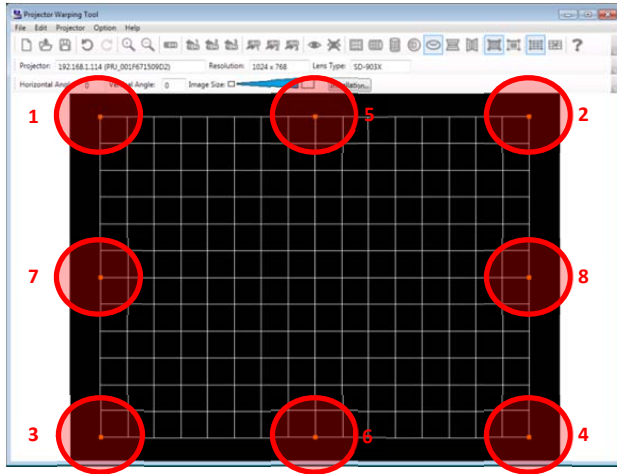 Projector Warping Tool
File Edit Projector Option Help
Projector: 192.168.1.114 (PRJ_001F671509D2) Resolution: 1024 x 768 Lens Type: SD-903X
Horizontal Angle: 0 Vertical Angle: 0 Image Size:
1
5
2
7
8
3
6
4